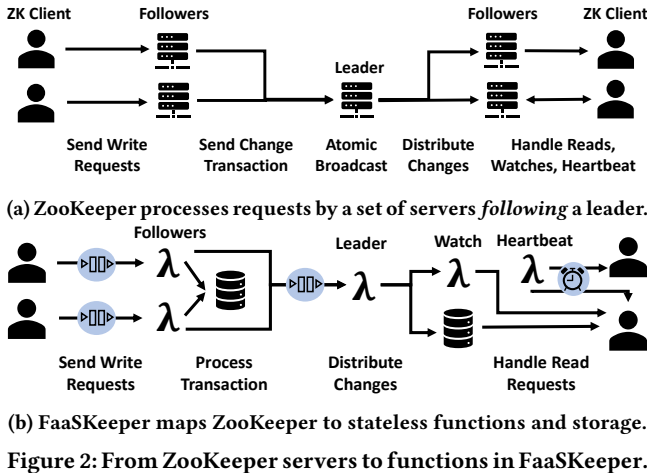 ZK Client
Followers
Followers
ZK Client
Leader
Send Write Requests
Send Change Transaction
Atomic Broadcast
Distribute Changes
Handle Reads, Watches, Heartbeat
(a) ZooKeeper processes requests by a set of servers following a leader.
Followers
Leader
Watch
Heartbeat
λ
λ
λ
λ
λ
Send Write Requests
Process Transaction
Distribute Changes
Handle Read Requests
(b) FaaSKeeper maps ZooKeeper to stateless functions and storage.
Figure 2: From ZooKeeper servers to functions in FaaSKeeper.